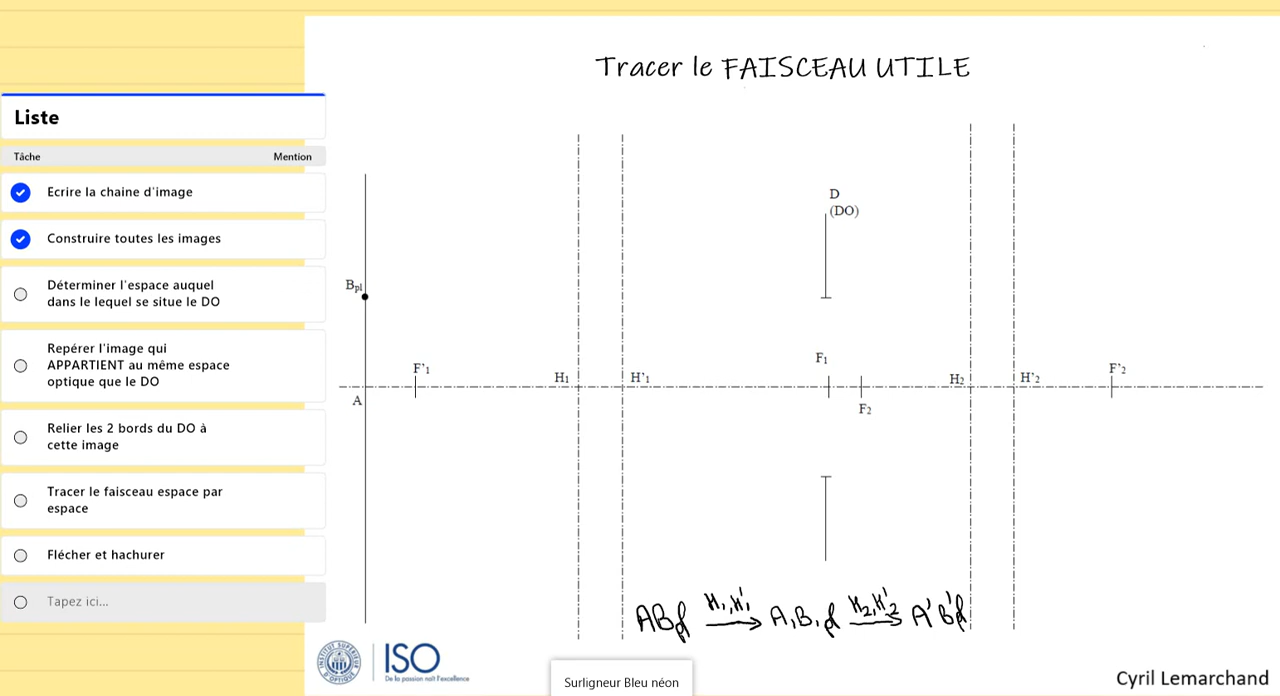 Tracer le FAISCEAU UTILE
Liste
Tâche Mention
Ecrire la chaine d'image
Construire toutes les images
Déterminer l'espace auquel
dans le lequel se situe le DO
Repérer l'image qui
APPARTIENT au même espace
optique que le DO
Relier les 2 bords du DO à
cette image
Tracer le faisceau espace par
espace
Flécher et hachurer
Tapez ici...
D
(DO)
Bpl
F'1
H1
H'1
F1
H2
H'2
F'2
A
F2
ABpl H1,H'1 A1B1pl H2,H'2 A'B'pl
INSTITUT SUPÉRIEUR D'OPTIQUE
ISO
De la passion naît l'excellence
Surligneur Bleu néon
Cyril Lemarchand